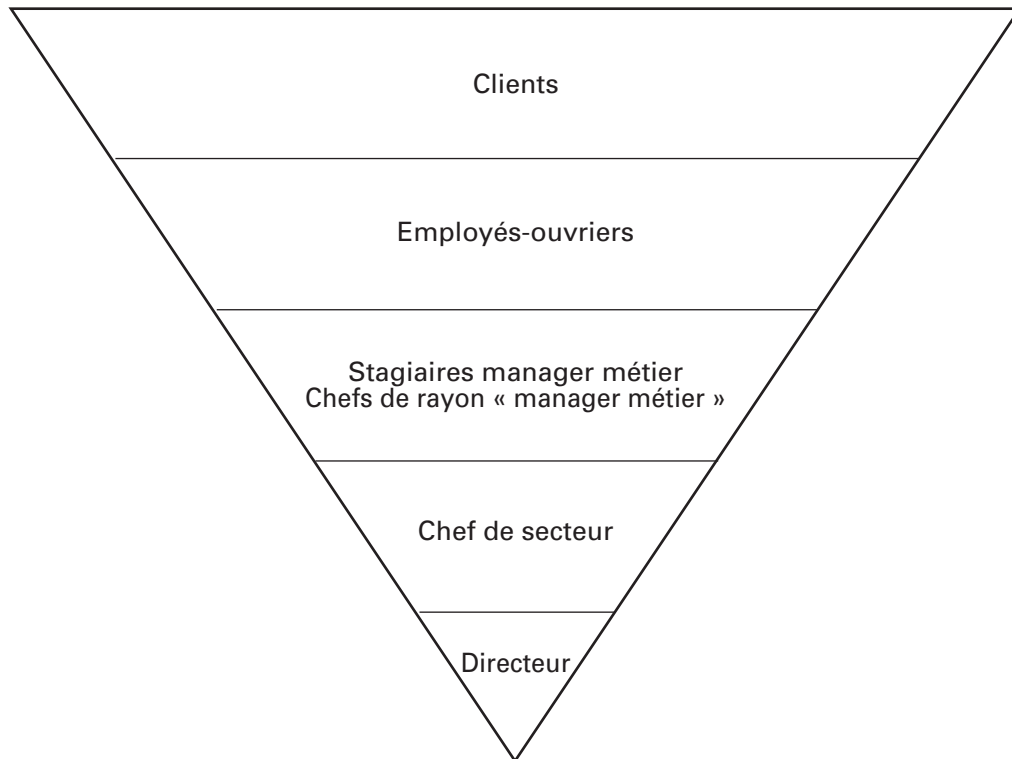 Clients
Employés-ouvriers
Stagiaires manager métier
Chefs de rayon « manager métier »
Chef de secteur
Directeur